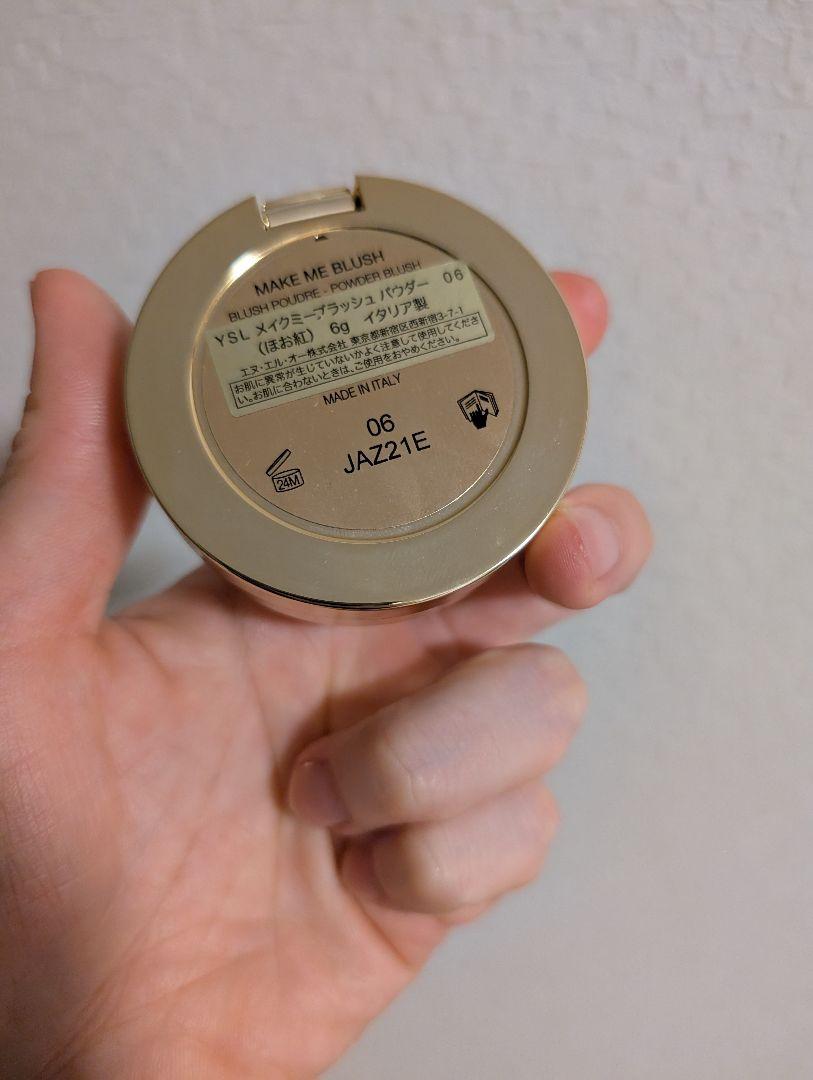 MAKE ME BLUSH
BLUSH POUDRE - POWDER BLUSH
YSL メイクミーブラッシュ パウダー 06
(ほお紅) 6g イタリア製
エヌ・エル・オー株式会社 東京都新宿区西新宿3-7-1
お肌に異常が生じていないかよく注意して使用してくださ
い。お肌に合わないときは、ご使用をおやめください。
MADE IN ITALY
06
JAZ21E
24M